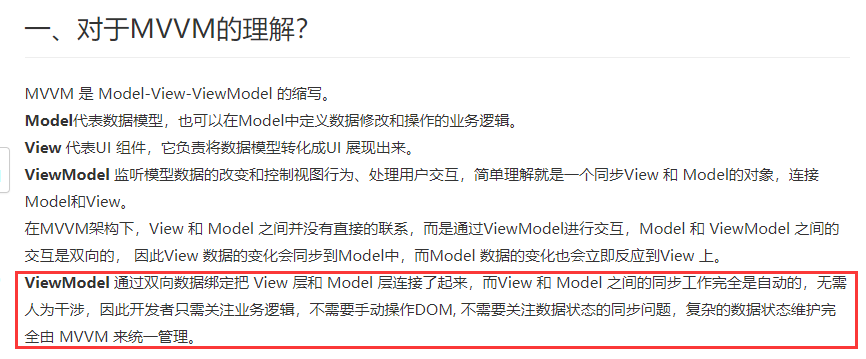 一、对于MVVM的理解？
MVVM 是 Model-View-ViewModel 的缩写。
Model代表数据模型，也可以在Model中定义数据修改和操作的业务逻辑。
View 代表UI 组件，它负责将数据模型转化成UI 展现出来。
ViewModel 监听模型数据的改变和控制视图行为、处理用户交互，简单理解就是一个同步View 和 Model的对象，连接
Model和View。
在MVVM架构下，View 和 Model 之间并没有直接的联系，而是通过ViewModel进行交互，Model 和 ViewModel 之间的
交互是双向的， 因此View 数据的变化会同步到Model中，而Model 数据的变化也会立即反应到View 上。
ViewModel 通过双向数据绑定把 View 层和 Model 层连接了起来，而View 和 Model 之间的同步工作完全是自动的，无需
人为干涉，因此开发者只需关注业务逻辑，不需要手动操作DOM, 不需要关注数据状态的同步问题，复杂的数据状态维护完
全由 MVVM 来统一管理。